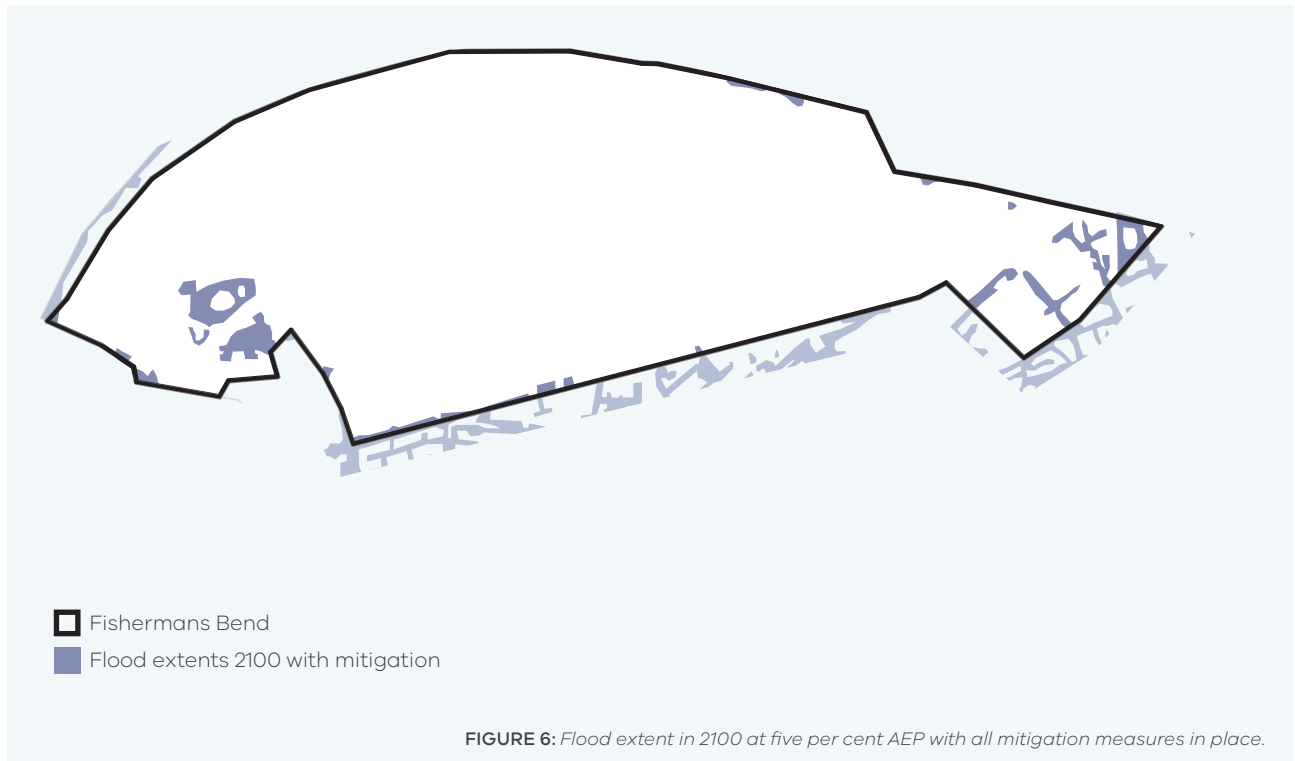 Fishermans Bend
Flood extents 2100 with mitigation
FIGURE 6: Flood extent in 2100 at five per cent AEP with all mitigation measures in place.